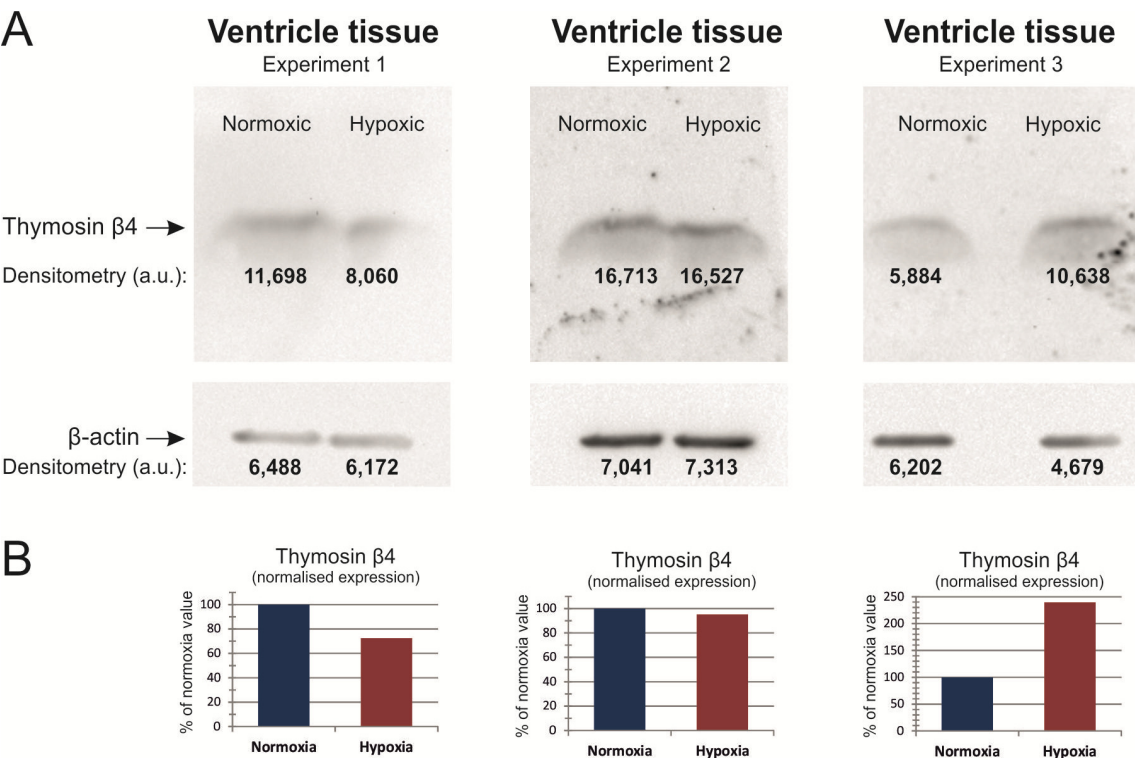 A
Ventricle tissue
Experiment 1
Ventricle tissue
Experiment 2
Ventricle tissue
Experiment 3
Normoxic Hypoxic
Normoxic Hypoxic
Normoxic Hypoxic
Thymosin β4
Densitometry (a.u.):
11,698 8,060
16,713 16,527
5,884 10,638
β-actin
Densitometry (a.u.):
6,488 6,172
7,041 7,313
6,202 4,679
B
Thymosin β4
(normalised expression)
% of normoxia value
100
80
60
40
20
0
Normoxia Hypoxia
Thymosin β4
(normalised expression)
% of normoxia value
100
80
60
40
20
0
Normoxia Hypoxia
Thymosin β4
(normalised expression)
% of normoxia value
250
200
150
100
50
0
Normoxia Hypoxia